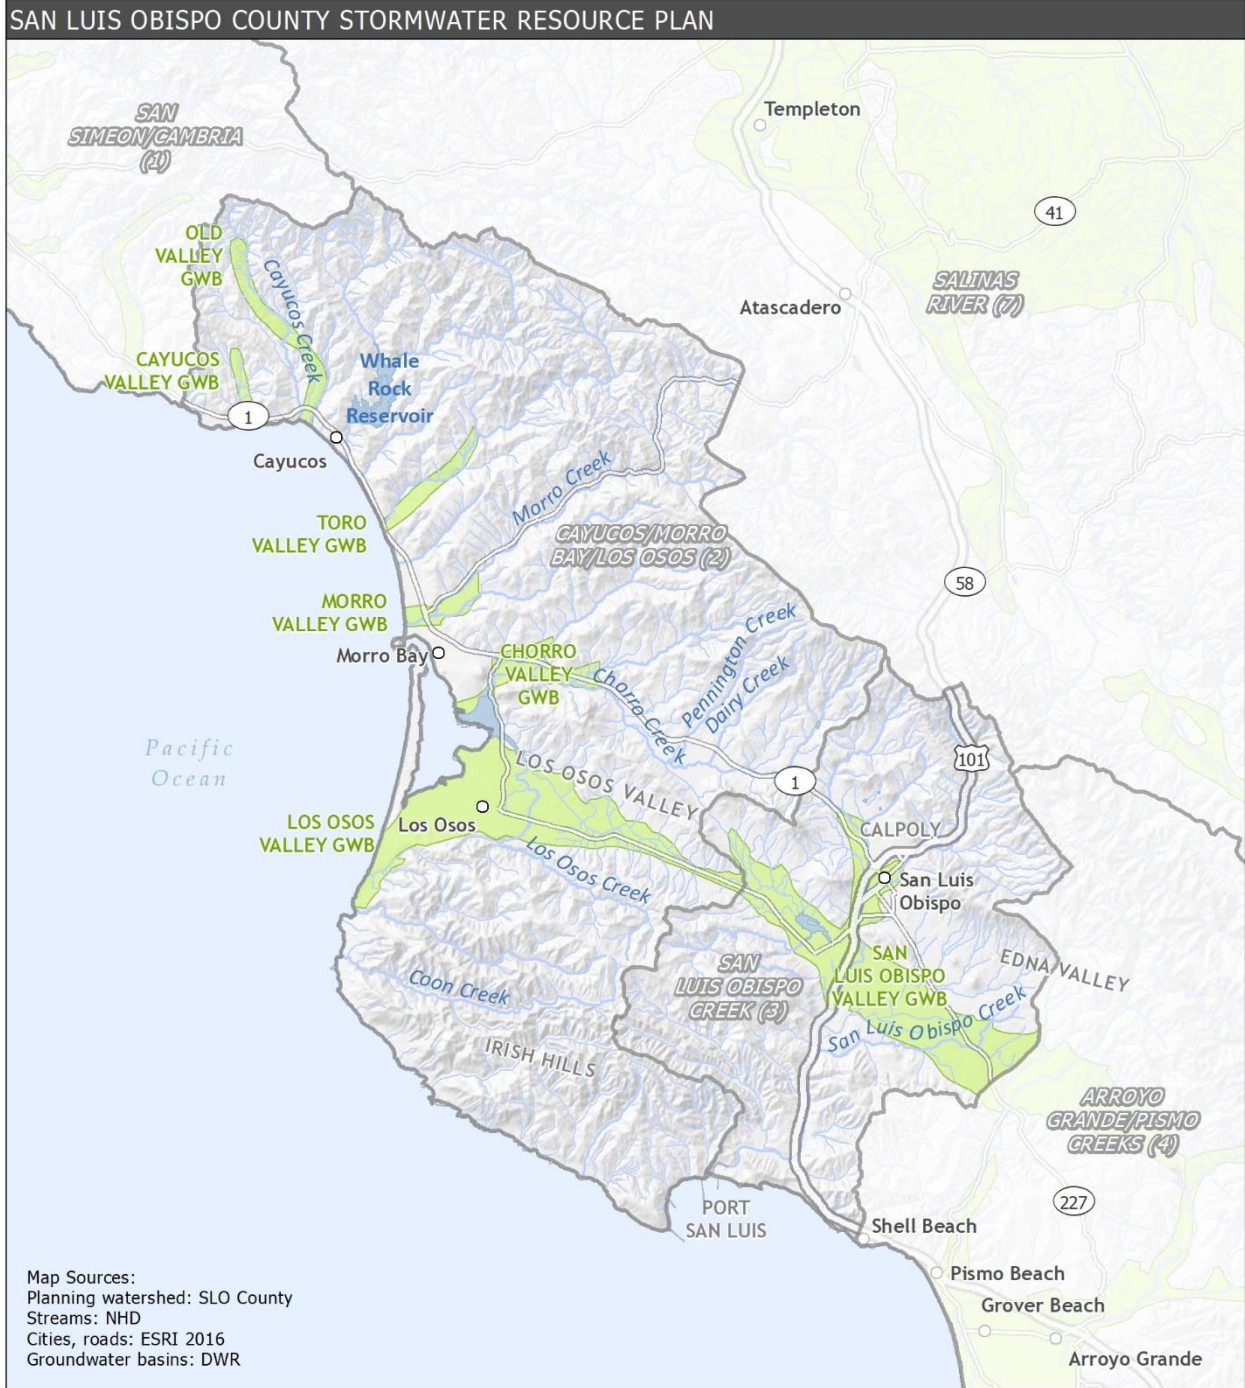 SAN LUIS OBISPO COUNTY STORMWATER RESOURCE PLAN
Templeton
SAN
SIMEON/CAMBRIA
(1)
41
OLD
VALLEY
GWB
Cayucos Creek
SALINAS
RIVER (7)
Atascadero
CAYUCOS
VALLEY GWB
Whale
Rock
Reservoir
1
Cayucos
Morro Creek
TORO
VALLEY GWB
CAYUCOS/MORRO
BAY/LOS OSOS (2)
58
MORRO
VALLEY GWB
Pennington Creek
Morro Bay
CHORRO
VALLEY
GWB
Chorro Creek
Dairy Creek
Pacific
Ocean
LOS OSOS VALLEY
101
1
LOS OSOS
VALLEY GWB
Los Osos
CALPOLY
Los Osos Creek
San Luis
Obispo
SAN
LUIS OBISPO
CREEK (3)
SAN
LUIS OBISPO
VALLEY GWB
EDNA VALLEY
Coon Creek
San Luis Obispo Creek
IRISH HILLS
ARROYO
GRANDE/PISMO
CREEKS (4)
227
PORT
SAN LUIS
Shell Beach
Pismo Beach
Grover Beach
Arroyo Grande
Map Sources:
Planning watershed: SLO County
Streams: NHD
Cities, roads: ESRI 2016
Groundwater basins: DWR